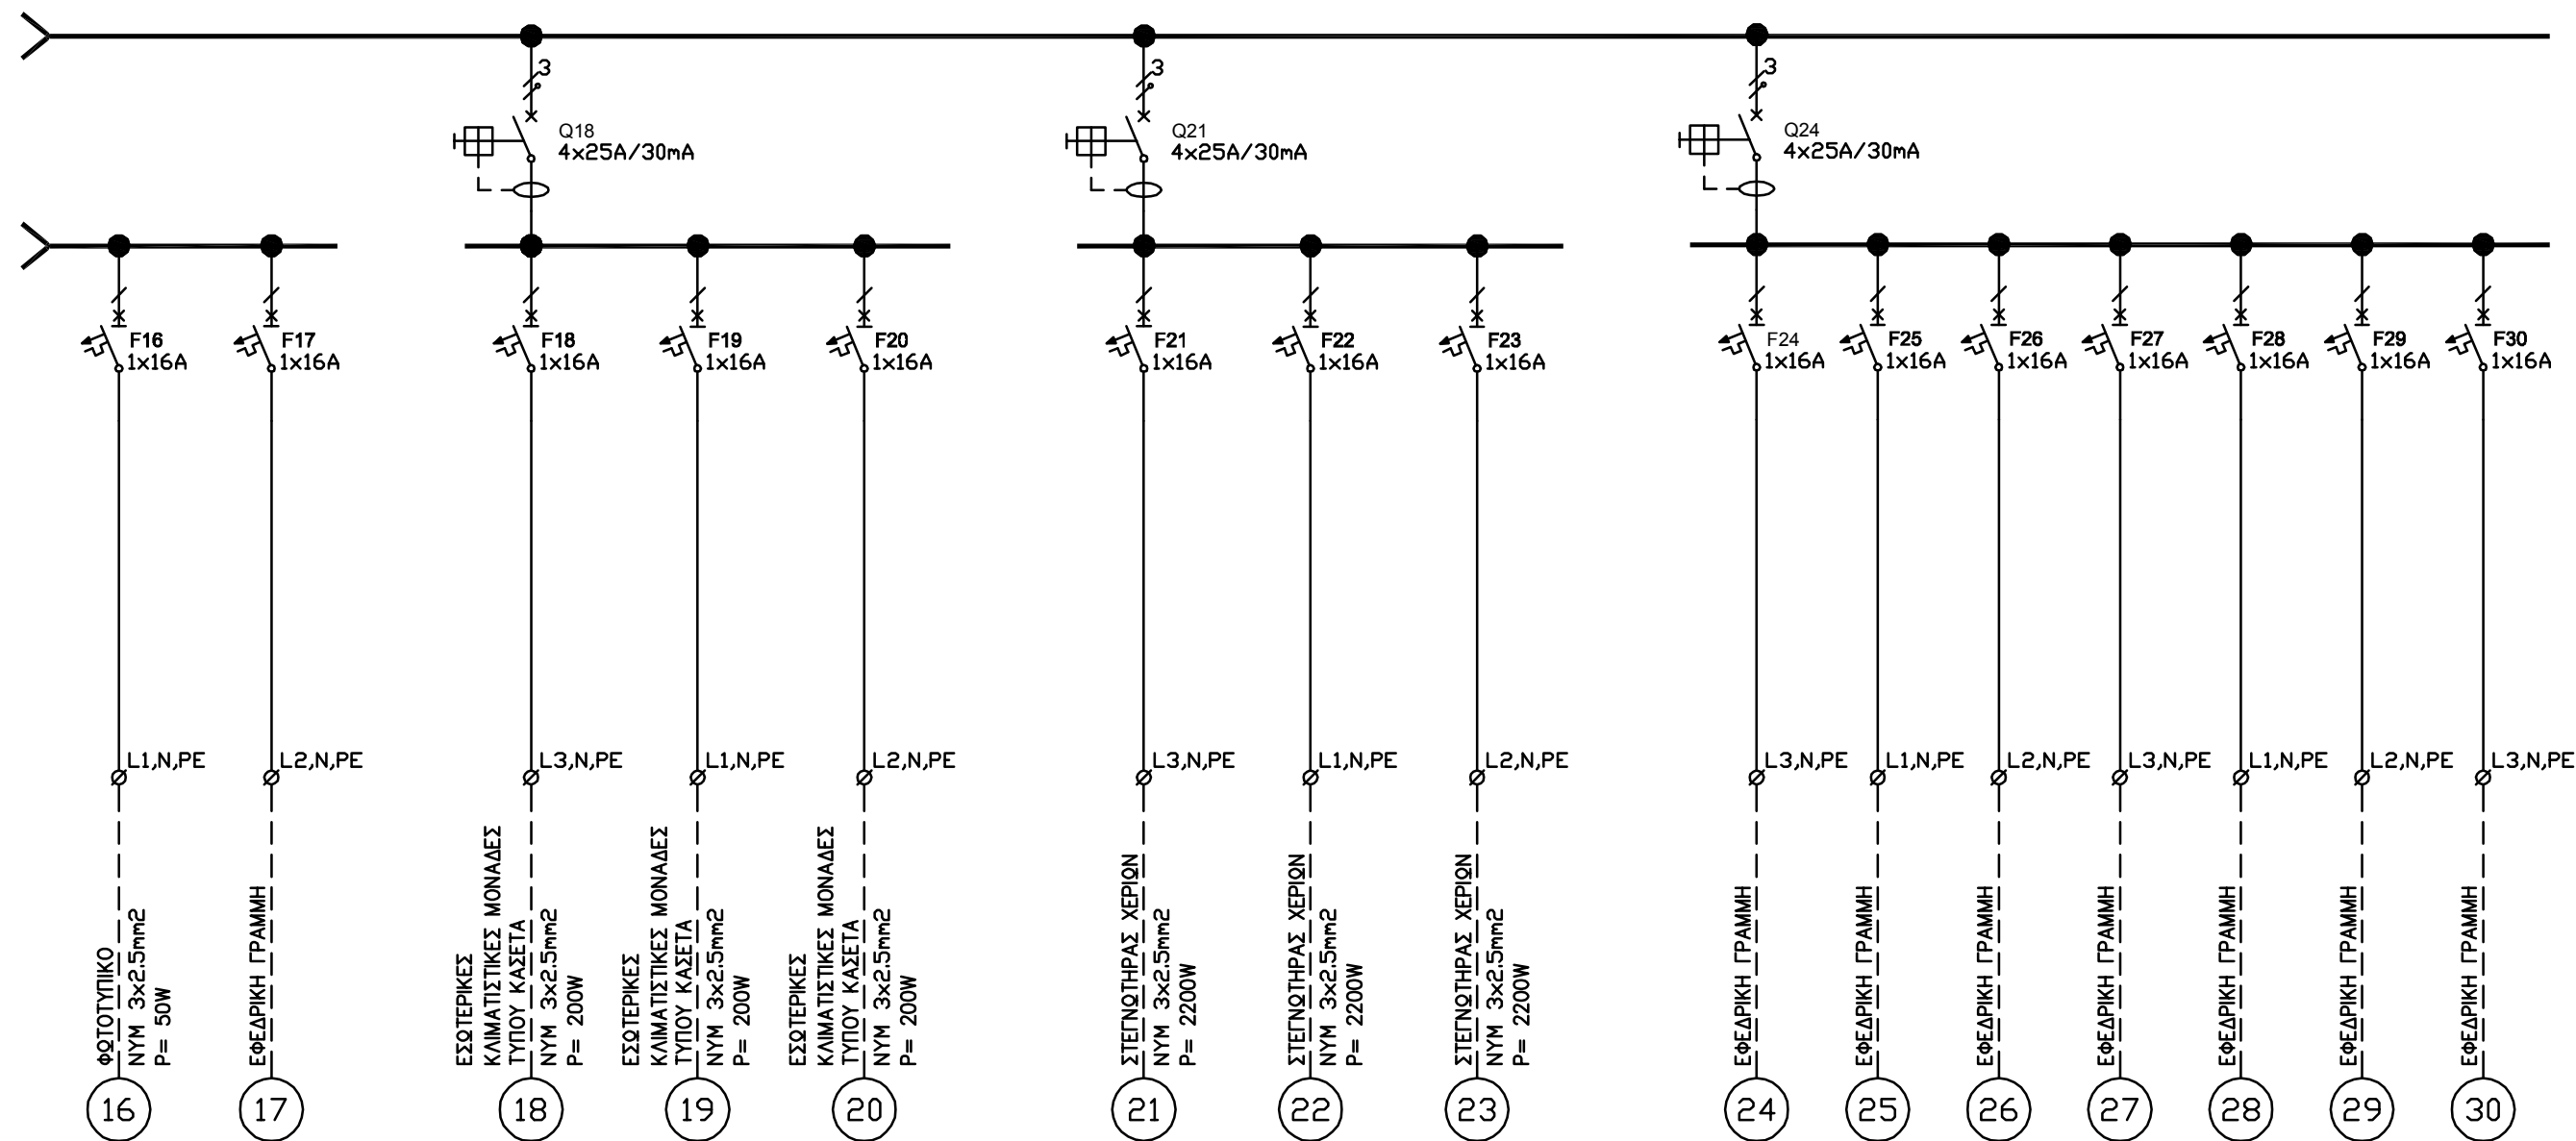 3
3
3
Q18
4x25A/30mA
Q21
4x25A/30mA
Q24
4x25A/30mA
F16
1x16A
F17
1x16A
F18
1x16A
F19
1x16A
F20
1x16A
F21
1x16A
F22
1x16A
F23
1x16A
F24
1x16A
F25
1x16A
F26
1x16A
F27
1x16A
F28
1x16A
F29
1x16A
F30
1x16A
L1,N,PE
L2,N,PE
L3,N,PE
L1,N,PE
L2,N,PE
L3,N,PE
L1,N,PE
L2,N,PE
L3,N,PE
L1,N,PE
L2,N,PE
L3,N,PE
L1,N,PE
L2,N,PE
L3,N,PE
ΦΩΤΟΤΥΠΙΚΟ
NYM 3x2.5mm2
P= 50W
ΕΦΕΔΡΙΚΗ ΓΡΑΜΜΗ
ΕΣΩΤΕΡΙΚΕΣ
ΚΛΙΜΑΤΙΣΤΙΚΕΣ ΜΟΝΑΔΕΣ
ΤΥΠΟΥ ΚΑΣΕΤΑ
NYM 3x2.5mm2
P= 200W
ΕΣΩΤΕΡΙΚΕΣ
ΚΛΙΜΑΤΙΣΤΙΚΕΣ ΜΟΝΑΔΕΣ
ΤΥΠΟΥ ΚΑΣΕΤΑ
NYM 3x2.5mm2
P= 200W
ΕΣΩΤΕΡΙΚΕΣ
ΚΛΙΜΑΤΙΣΤΙΚΕΣ ΜΟΝΑΔΕΣ
ΤΥΠΟΥ ΚΑΣΕΤΑ
NYM 3x2.5mm2
P= 200W
ΣΤΕΓΝΩΤΗΡΑΣ ΧΕΡΙΩΝ
NYM 3x2.5mm2
P= 2200W
ΣΤΕΓΝΩΤΗΡΑΣ ΧΕΡΙΩΝ
NYM 3x2.5mm2
P= 2200W
ΣΤΕΓΝΩΤΗΡΑΣ ΧΕΡΙΩΝ
NYM 3x2.5mm2
P= 2200W
ΕΦΕΔΡΙΚΗ ΓΡΑΜΜΗ
ΕΦΕΔΡΙΚΗ ΓΡΑΜΜΗ
ΕΦΕΔΡΙΚΗ ΓΡΑΜΜΗ
ΕΦΕΔΡΙΚΗ ΓΡΑΜΜΗ
ΕΦΕΔΡΙΚΗ ΓΡΑΜΜΗ
ΕΦΕΔΡΙΚΗ ΓΡΑΜΜΗ
ΕΦΕΔΡΙΚΗ ΓΡΑΜΜΗ
16
17
18
19
20
21
22
23
24
25
26
27
28
29
30